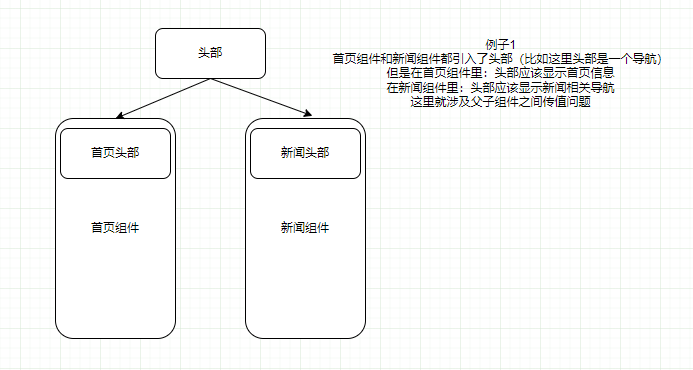 头部
例子1
首页组件和新闻组件都引入了头部（比如这里头部是一个导航）
但是在首页组件里：头部应该显示首页信息
在新闻组件里：头部应该显示新闻相关导航
这里就涉及父子组件之间传值问题
首页头部
新闻头部
首页组件
新闻组件